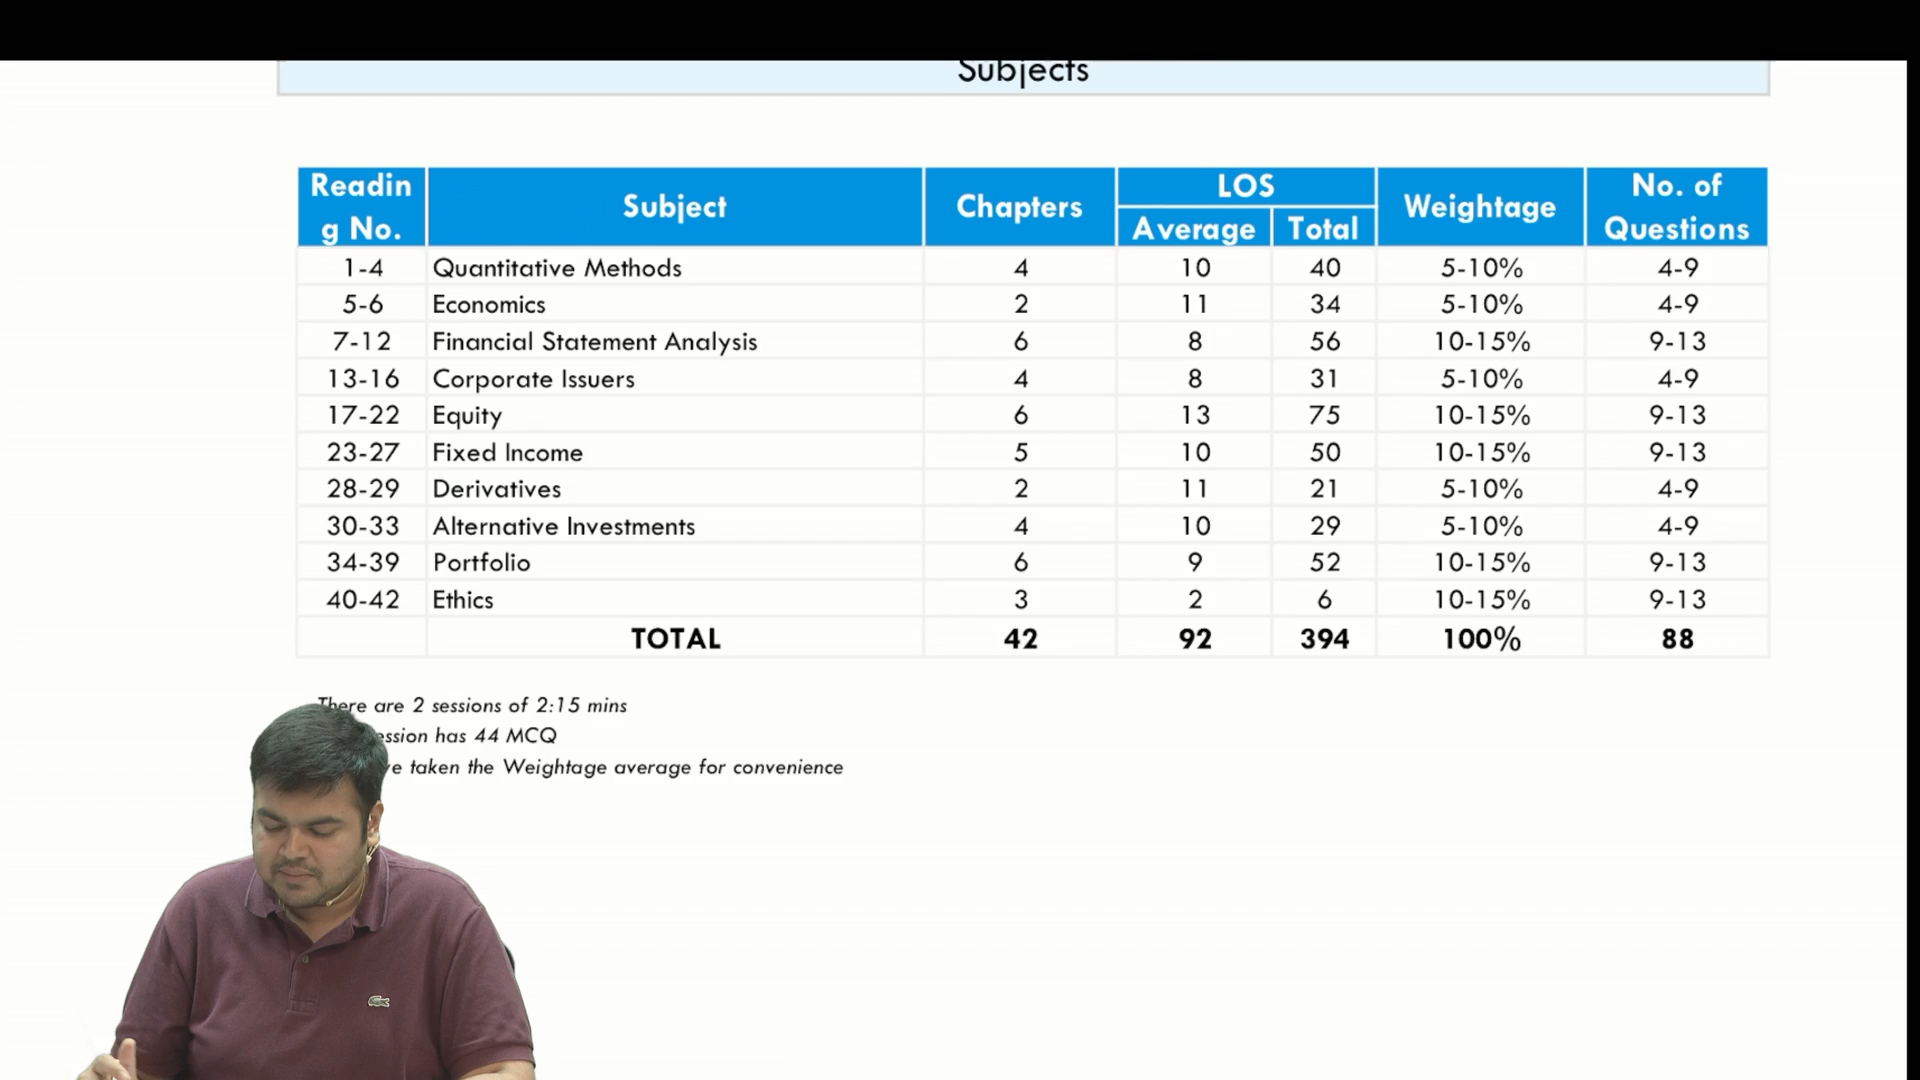 Subjects
Reading No. Subject Chapters LOS Average Total Weightage No. of Questions
1-4 Quantitative Methods 4 10 40 5-10% 4-9
5-6 Economics 2 11 34 5-10% 4-9
7-12 Financial Statement Analysis 6 8 56 10-15% 9-13
13-16 Corporate Issuers 4 8 31 5-10% 4-9
17-22 Equity 6 13 75 10-15% 9-13
23-27 Fixed Income 5 10 50 10-15% 9-13
28-29 Derivatives 2 11 21 5-10% 4-9
30-33 Alternative Investments 4 10 29 5-10% 4-9
34-39 Portfolio 6 9 52 10-15% 9-13
40-42 Ethics 3 2 6 10-15% 9-13
TOTAL 42 92 394 100% 88
There are 2 sessions of 2:15 mins
has 44 MCQ
taken the Weightage average for convenience